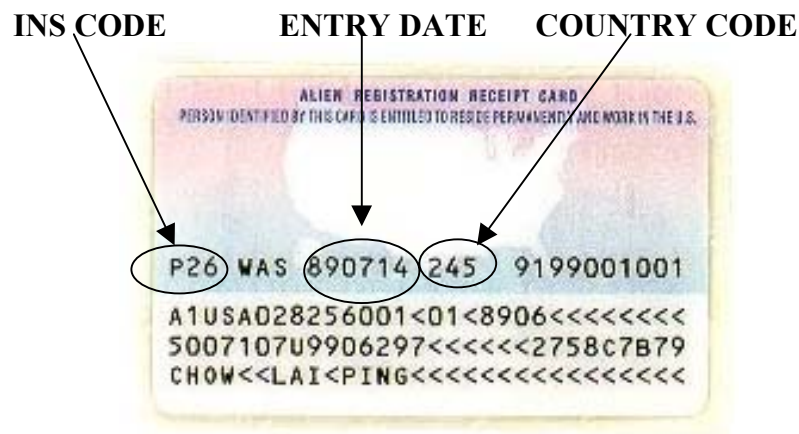 INS CODE ENTRY DATE COUNTRY CODE
ALIEN REGISTRATION RECEIPT CARD
PERSON IDENTIFIED BY THIS CARD IS ENTITLED TO RESIDE PERMANENTLY AND WORK IN THE U.S.
P26 WAS 890714 245 9199001001
A1USA028256001<01<8906<<<<<<<<
5007107U9906297<<<<<<2758C7B79
CHOW<<LAI<PING<<<<<<<<<<<<<<<<